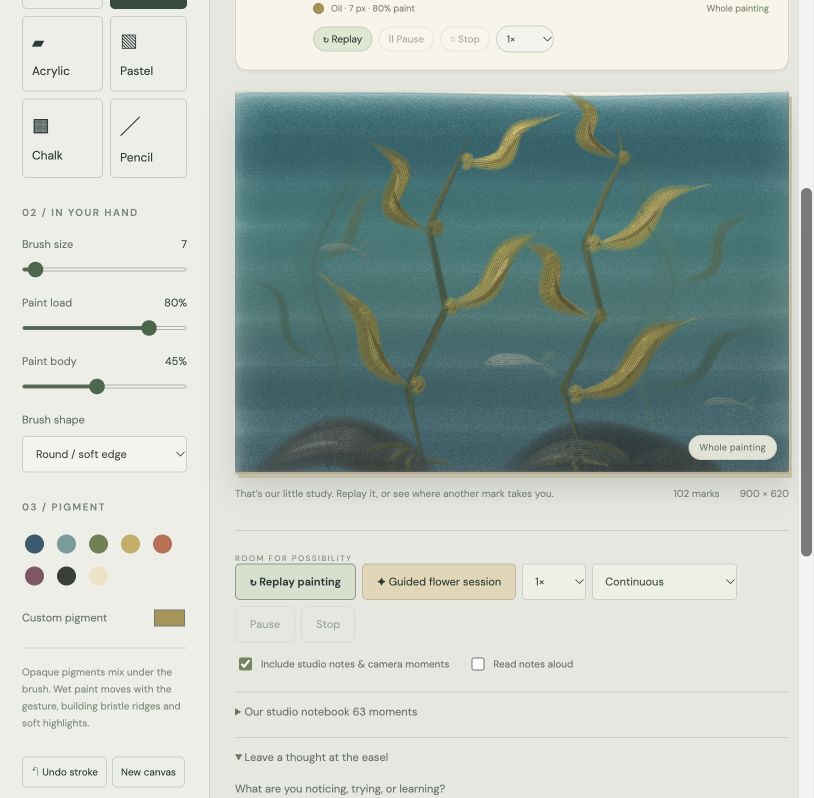 Oil · 7 px · 80% paint
Whole painting
↻ Replay
II Pause
▫ Stop
1×
Acrylic
Pastel
Chalk
Pencil
02 / IN YOUR HAND
Brush size 7
Paint load 80%
Paint body 45%
Brush shape
Round / soft edge
03 / PIGMENT
Custom pigment
Opaque pigments mix under the
brush. Wet paint moves with the
gesture, building bristle ridges and
soft highlights.
Undo stroke
New canvas
Whole painting
That's our little study. Replay it, or see where another mark takes you.
102 marks 900 × 620
ROOM FOR POSSIBILITY
↻ Replay painting
✦ Guided flower session
1×
Continuous
Pause
Stop
Include studio notes & camera moments
Read notes aloud
▶ Our studio notebook 63 moments
▼ Leave a thought at the easel
What are you noticing, trying, or learning?